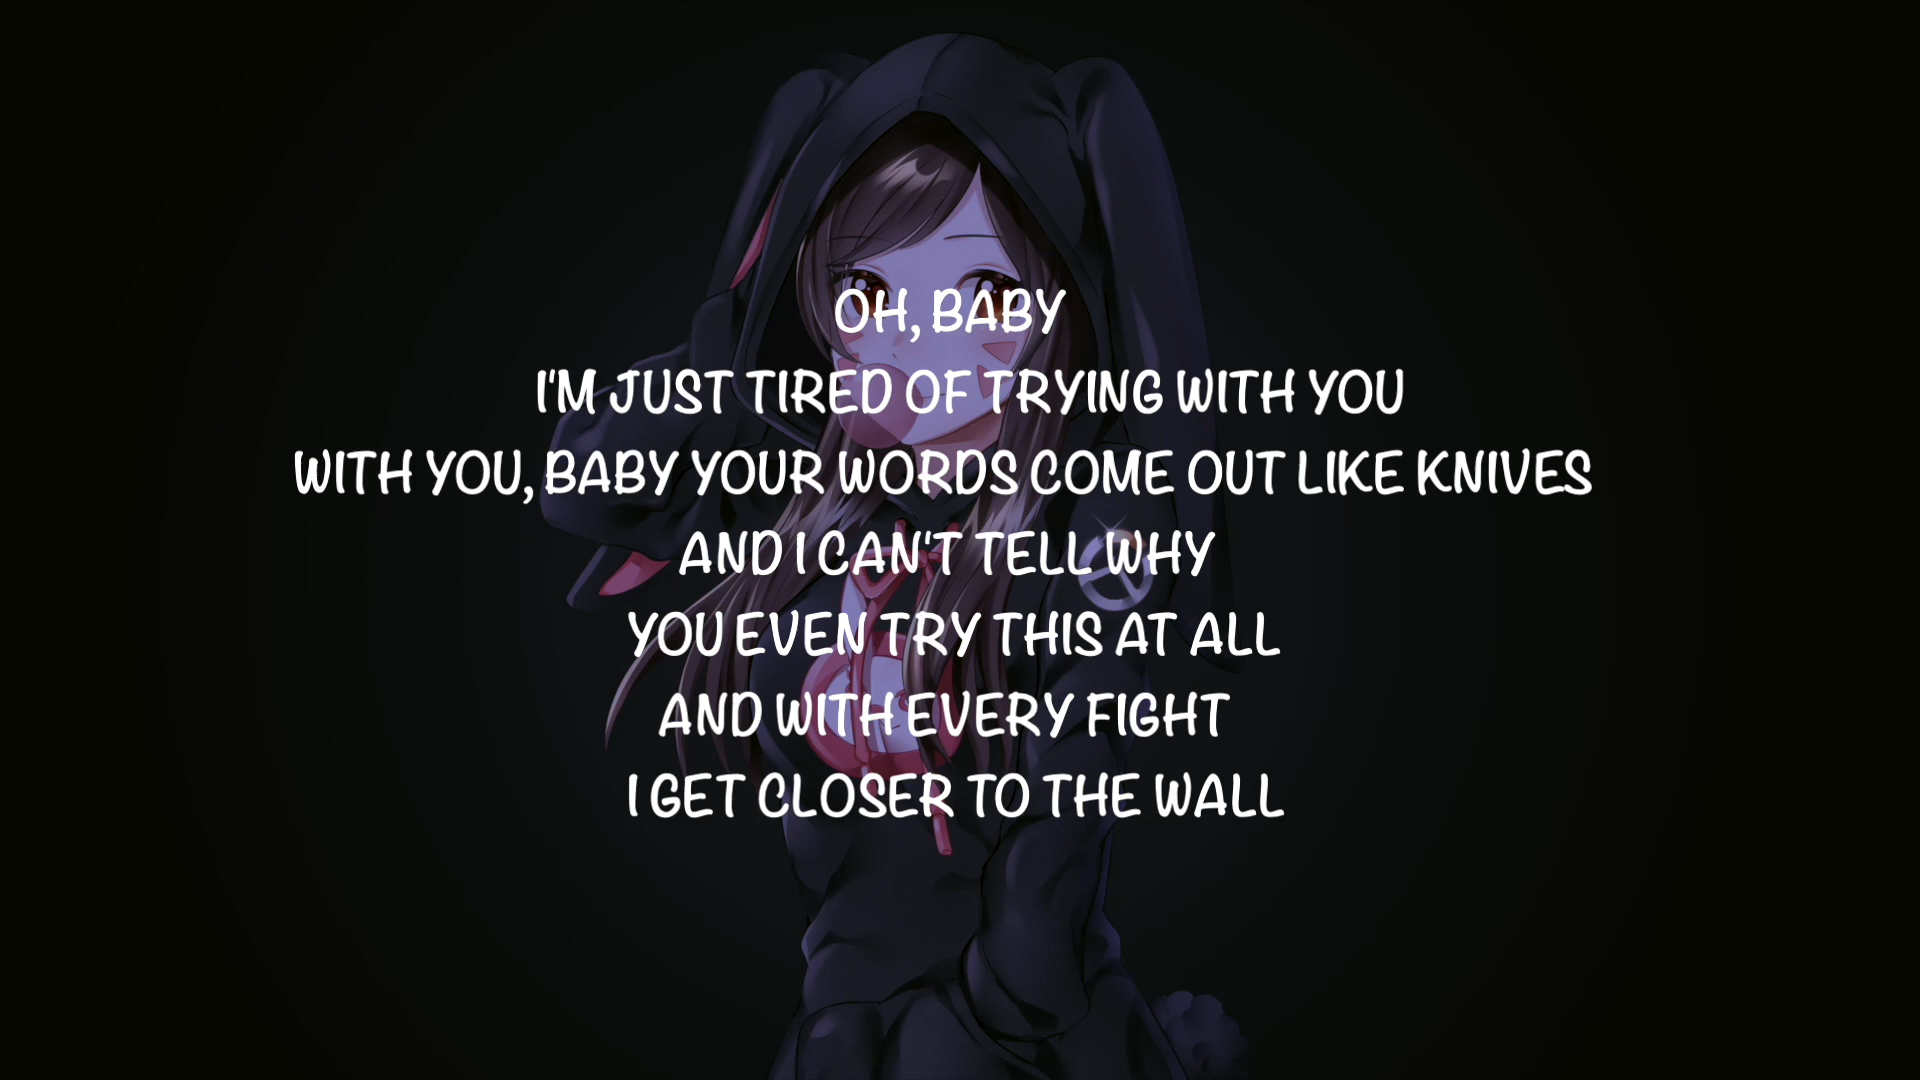 OH, BABY
I'M JUST TIRED OF TRYING WITH YOU
WITH YOU, BABY YOUR WORDS COME OUT LIKE KNIVES
AND I CAN'T TELL WHY
YOU EVEN TRY THIS AT ALL
AND WITH EVERY FIGHT
I GET CLOSER TO THE WALL